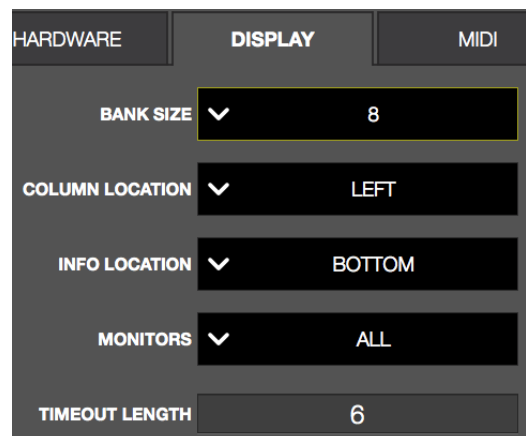 HARDWARE DISPLAY MIDI
BANK SIZE 8
COLUMN LOCATION LEFT
INFO LOCATION BOTTOM
MONITORS ALL
TIMEOUT LENGTH 6